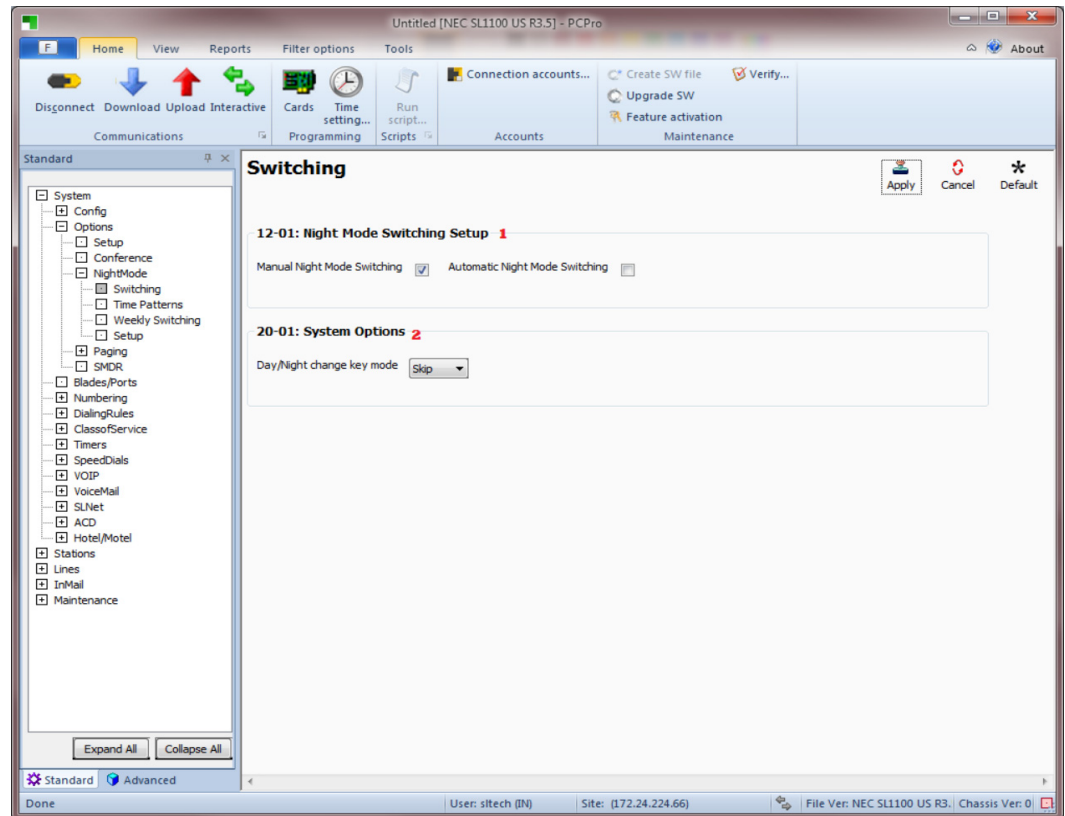 Untitled [NEC SL1100 US R3.5] - PCPro
F Home View Reports Filter options Tools About
Disconnect Download Upload Interactive
Communications
Cards Time setting...
Programming
Run script...
Scripts
Connection accounts...
Accounts
C* Create SW file Verify...
Upgrade SW
Feature activation
Maintenance
Standard
System
Config
Options
Setup
Conference
NightMode
Switching
Time Patterns
Weekly Switching
Setup
Paging
SMDR
Blades/Ports
Numbering
DialingRules
ClassofService
Timers
SpeedDials
VOIP
VoiceMail
SLNet
ACD
Hotel/Motel
Stations
Lines
InMail
Maintenance
Expand All Collapse All
Standard Advanced
Switching
Apply Cancel Default
12-01: Night Mode Switching Setup 1
Manual Night Mode Switching Automatic Night Mode Switching
20-01: System Options 2
Day/Night change key mode Skip
Done User: sltech (IN) Site: (172.24.224.66) File Ver: NEC SL1100 US R3. Chassis Ver: 0